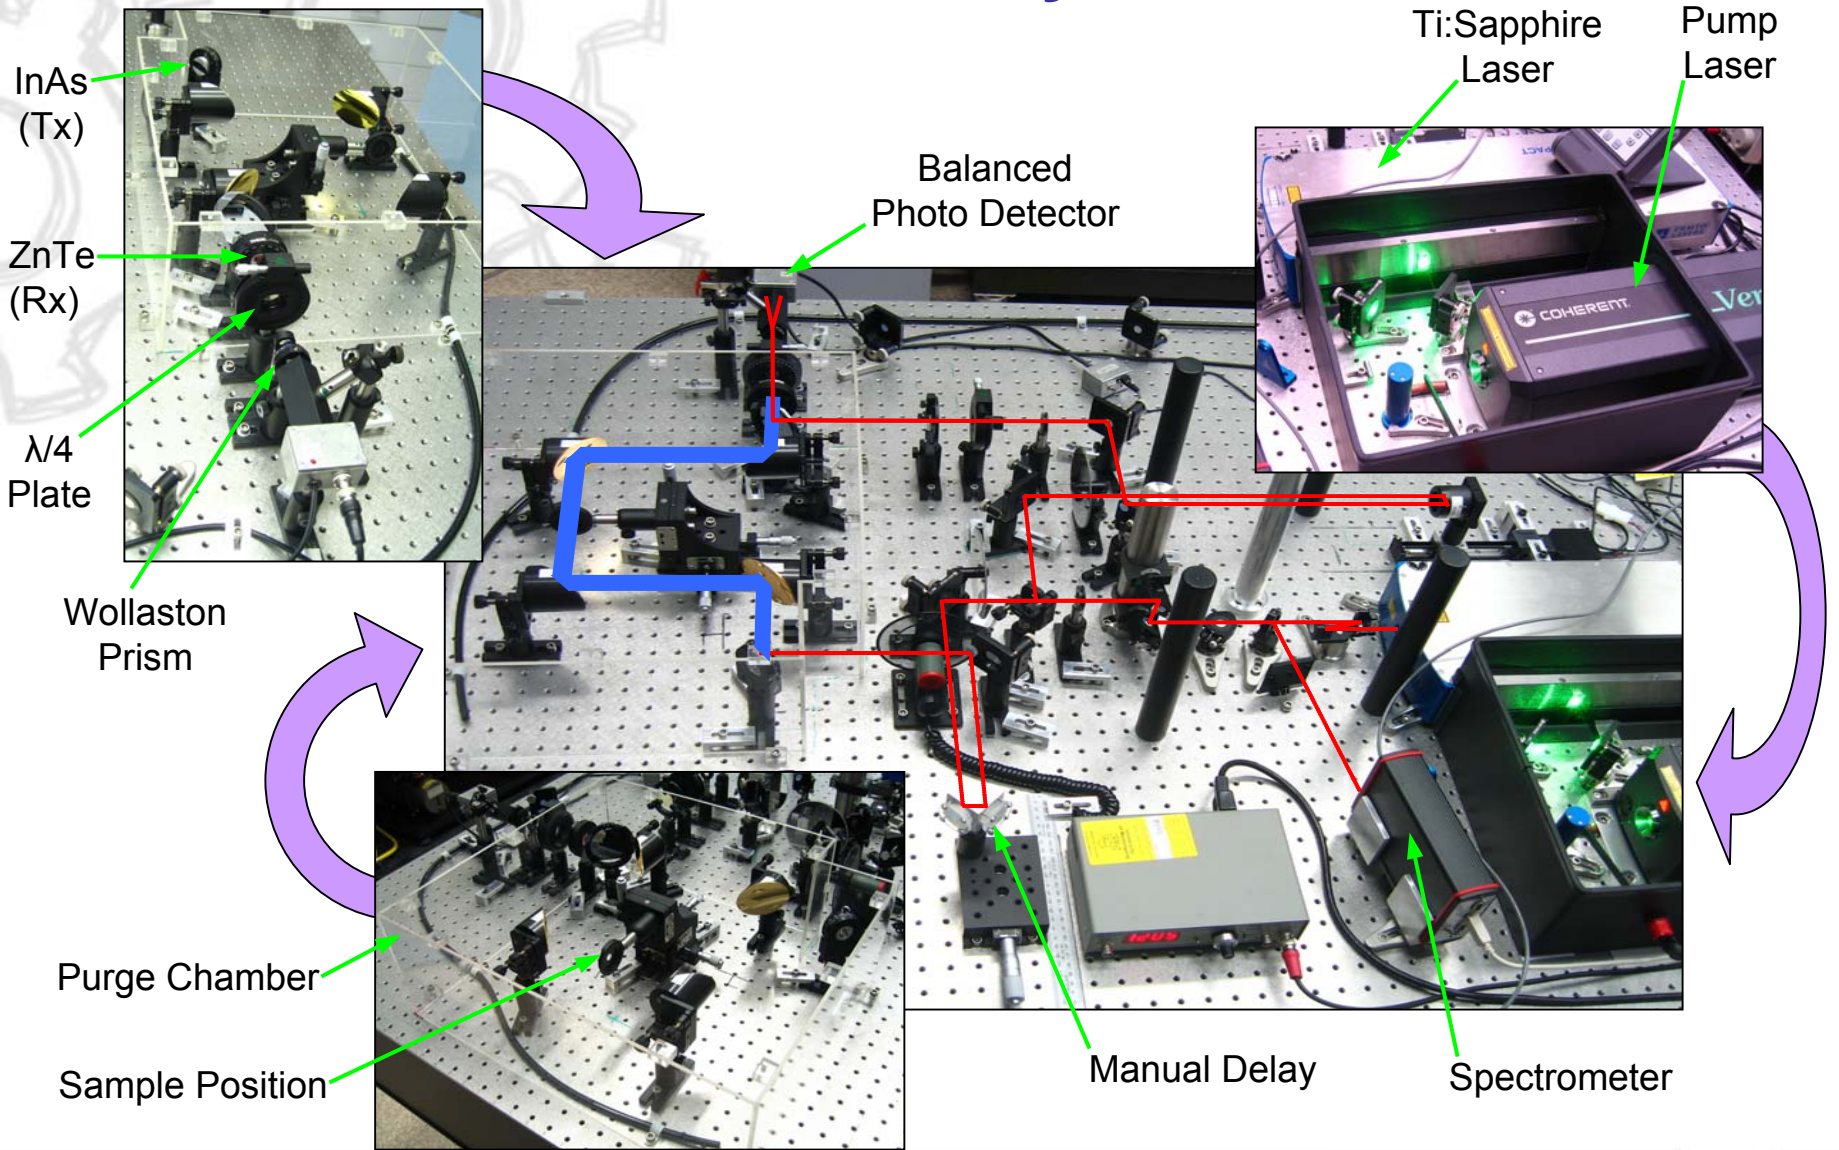 Ti:Sapphire
Laser
Pump
Laser
InAs
(Tx)
Balanced
Photo Detector
COHERENT
Ver
ZnTe
(Rx)
λ/4
Plate
Wollaston
Prism
Purge Chamber
Sample Position
Manual Delay
Spectrometer